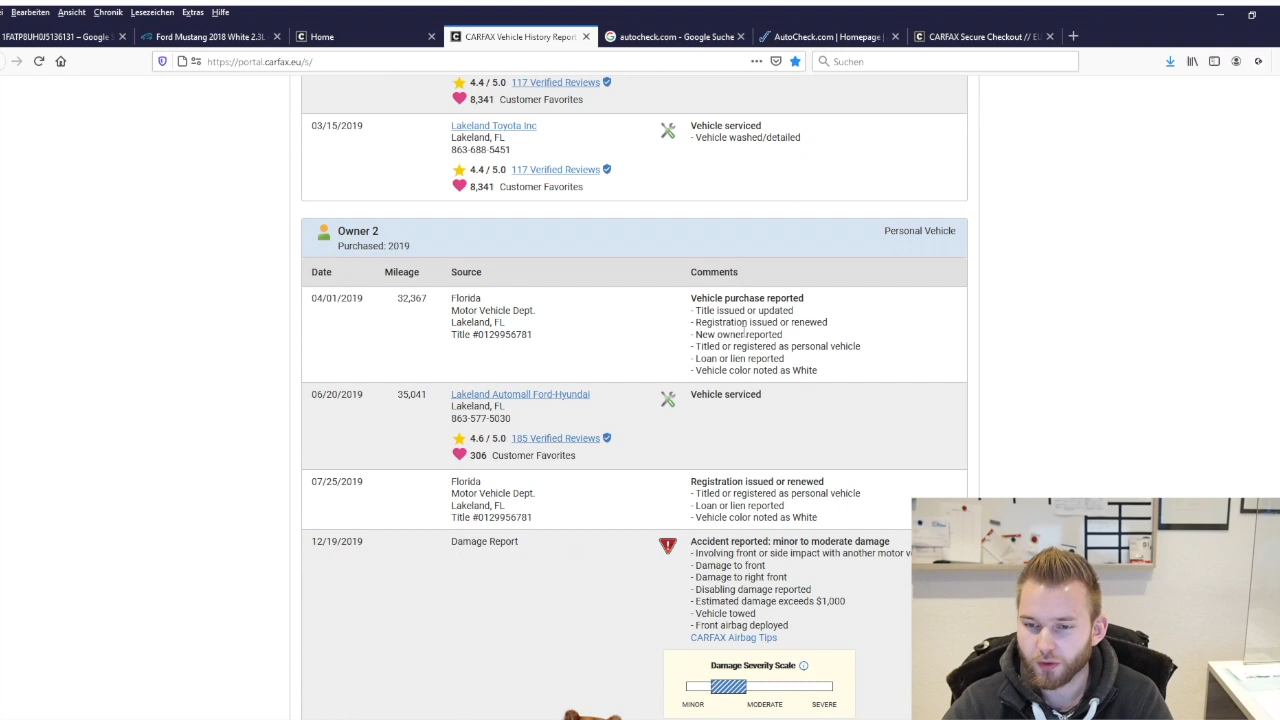 ei Bearbeiten Ansicht Chronik Lesezeichen Extras Hilfe
1FATP8UH0J5136131 – Google S
Ford Mustang 2018 White 2.3L
Home
CARFAX Vehicle History Report
autocheck.com - Google Suche
AutoCheck.com | Homepage |
CARFAX Secure Checkout // EU
https://portal.carfax.eu/s/
Suchen
4.4 / 5.0 117 Verified Reviews
8,341 Customer Favorites
03/15/2019 Lakeland Toyota Inc Vehicle serviced
Lakeland, FL - Vehicle washed/detailed
863-688-5451
4.4 / 5.0 117 Verified Reviews
8,341 Customer Favorites
Owner 2 Personal Vehicle
Purchased: 2019
Date Mileage Source Comments
04/01/2019 32,367 Florida Vehicle purchase reported
Motor Vehicle Dept. - Title issued or updated
Lakeland, FL - Registration issued or renewed
Title #0129956781 - New owner reported
- Titled or registered as personal vehicle
- Loan or lien reported
- Vehicle color noted as White
06/20/2019 35,041 Lakeland Automall Ford-Hyundai Vehicle serviced
Lakeland, FL
863-577-5030
4.6 / 5.0 185 Verified Reviews
306 Customer Favorites
07/25/2019 Florida Registration issued or renewed
Motor Vehicle Dept. - Titled or registered as personal vehicle
Lakeland, FL - Loan or lien reported
Title #0129956781 - Vehicle color noted as White
12/19/2019 Damage Report Accident reported: minor to moderate damage
- Involving front or side impact with another motor v
- Damage to front
- Damage to right front
- Disabling damage reported
- Estimated damage exceeds $1,000
- Vehicle towed
- Front airbag deployed
CARFAX Airbag Tips
Damage Severity Scale
MINOR MODERATE SEVERE